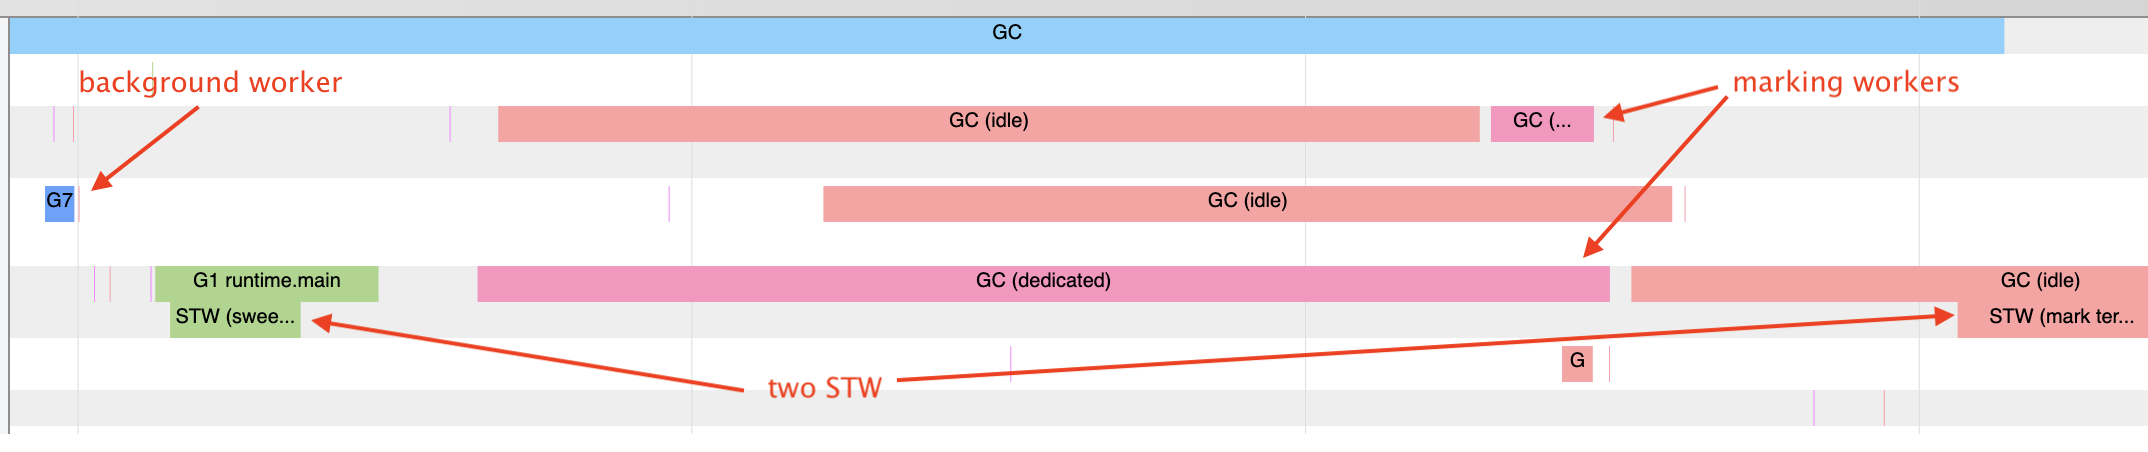 GC
background worker
marking workers
GC (idle)
GC (...
G7
GC (idle)
G1 runtime.main
GC (dedicated)
GC (idle)
STW (swee...
STW (mark ter...
G
two STW